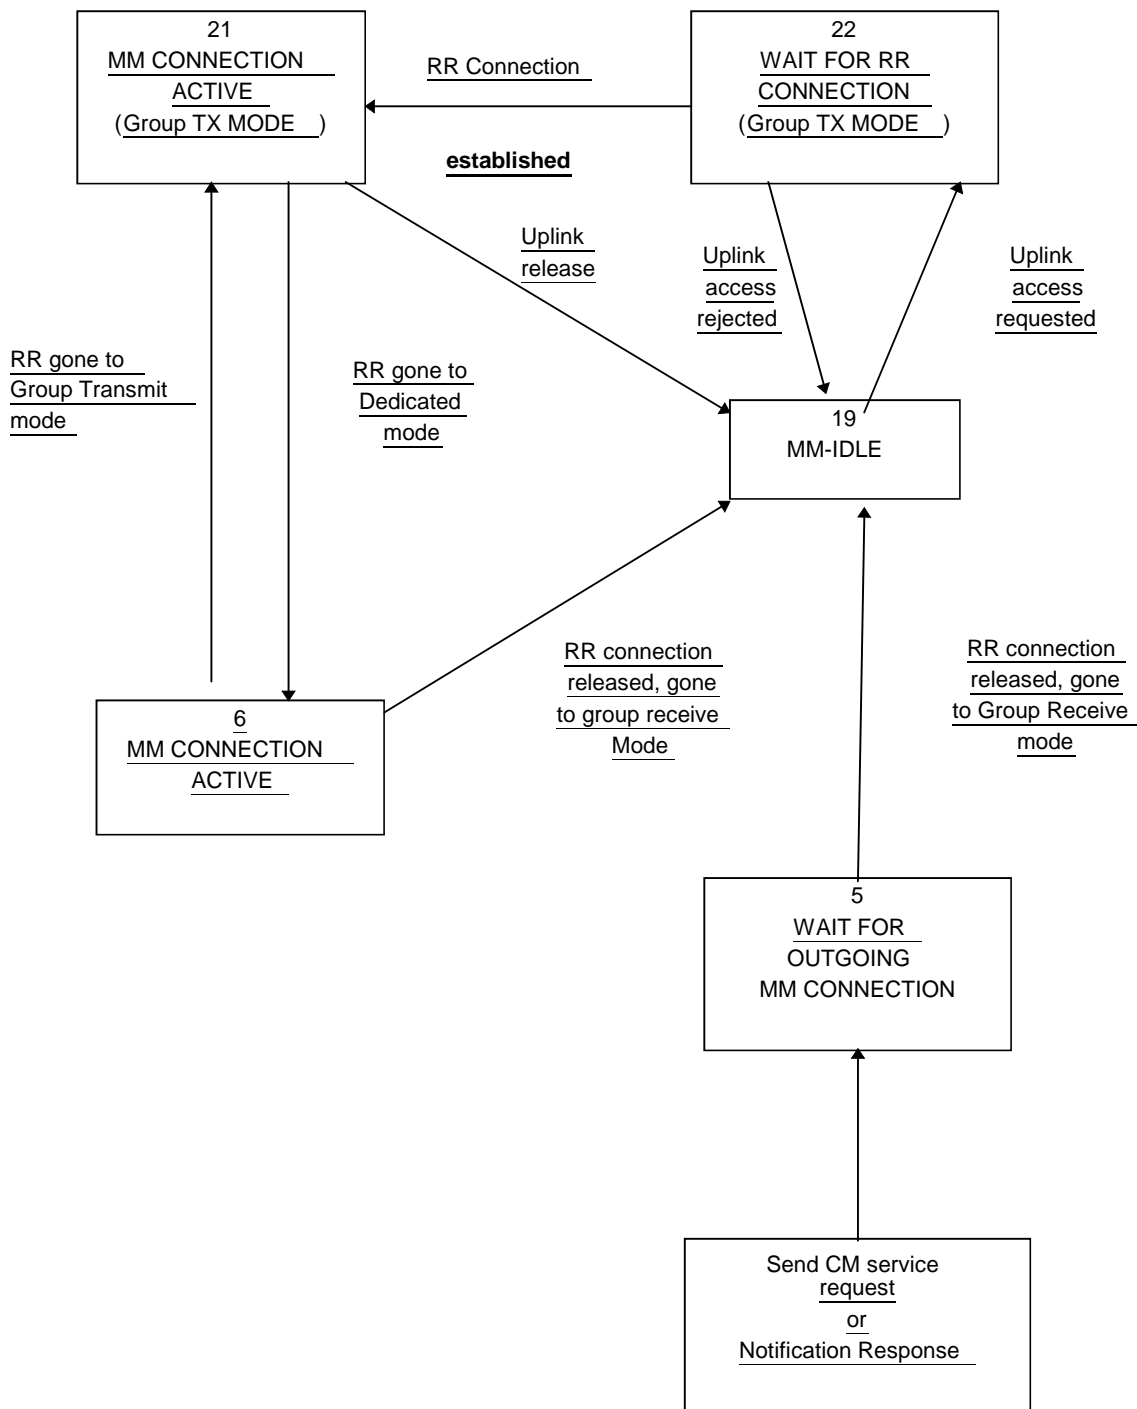 21
MM CONNECTION
ACTIVE
(Group TX MODE )
RR Connection
established
22
WAIT FOR RR
CONNECTION
(Group TX MODE )
Uplink
release
Uplink
access
rejected
Uplink
access
requested
RR gone to
Group Transmit
mode
RR gone to
Dedicated
mode
19
MM-IDLE
6
MM CONNECTION
ACTIVE
RR connection
released, gone
to group receive
Mode
RR connection
released, gone
to Group Receive
mode
5
WAIT FOR
OUTGOING
MM CONNECTION
Send CM service
request
or
Notification Response